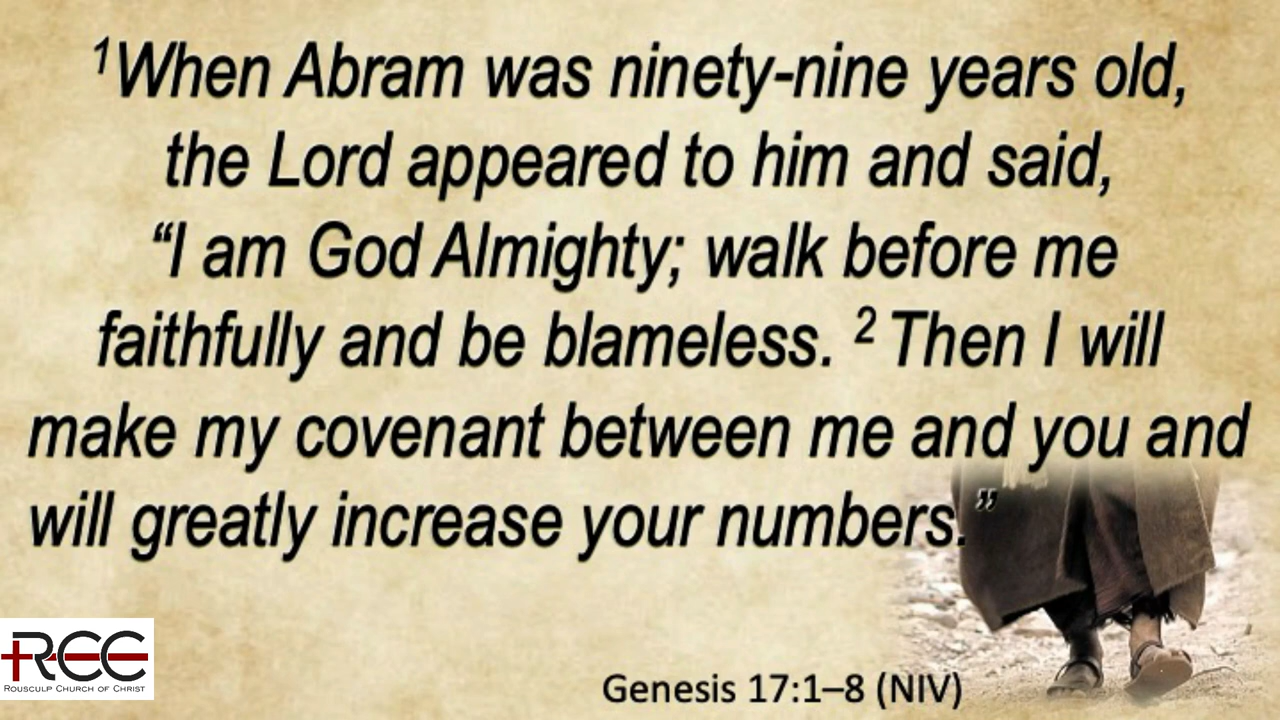 ¹When Abram was ninety-nine years old,
the Lord appeared to him and said,
“I am God Almighty; walk before me
faithfully and be blameless. ² Then I will
make my covenant between me and you and
will greatly increase your numbers.”
RCC
Rousculp Church of Christ
Genesis 17:1–8 (NIV)